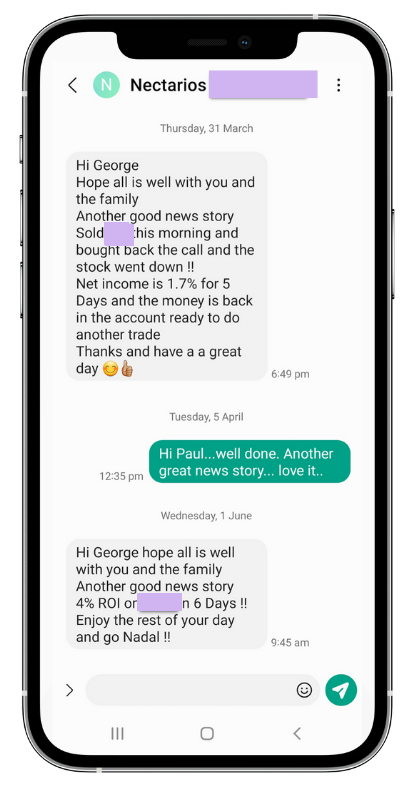 Nectarios
Thursday, 31 March
Hi George
Hope all is well with you and
the family
Another good news story
Sold this morning and
bought back the call and the
stock went down !!
Net income is 1.7% for 5
Days and the money is back
in the account ready to do
another trade
Thanks and have a a great
day 😊👍
6:49 pm
Tuesday, 5 April
Hi Paul...well done. Another
great news story... love it..
12:35 pm
Wednesday, 1 June
Hi George hope all is well
with you and the family
Another good news story
4% ROI on 6 Days !!
Enjoy the rest of your day
and go Nadal !!
9:45 am